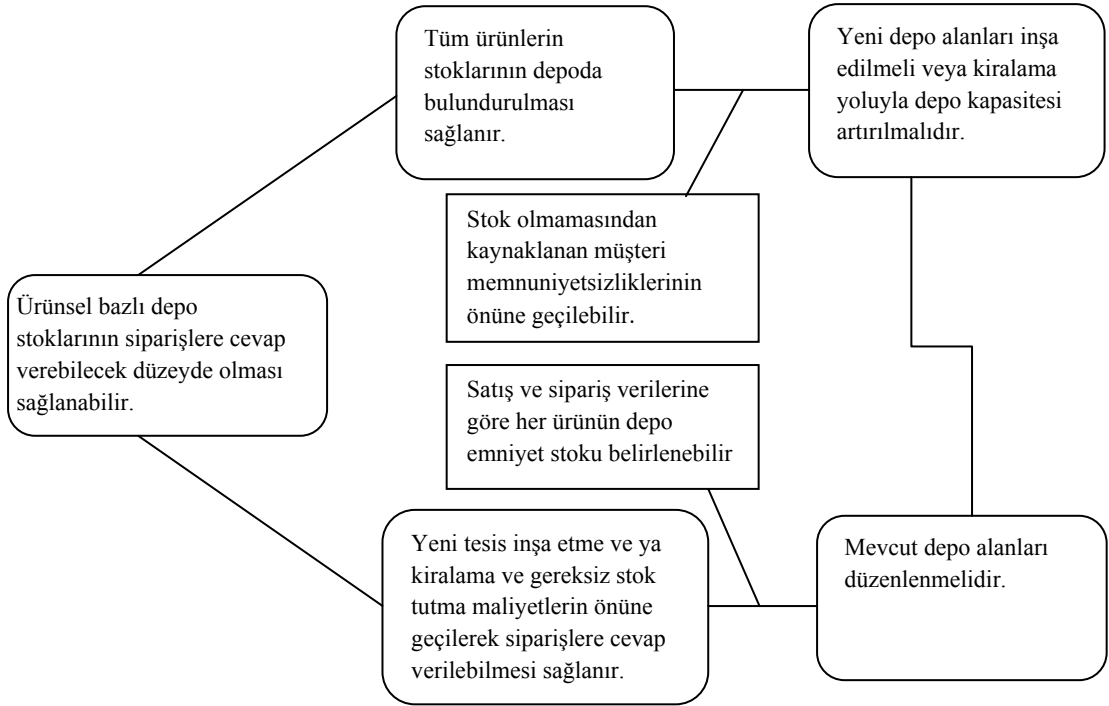 Tüm ürünlerin
stoklarının depoda
bulundurulması
sağlanır.
Yeni depo alanları inşa
edilmeli veya kiralama
yoluyla depo kapasitesi
artırılmalıdır.
Stok olmamasından
kaynaklanan müşteri
memnuniyetsizliklerinin
önüne geçilebilir.
Ürünsel bazlı depo
stoklarının siparişlere cevap
verebilecek düzeyde olması
sağlanabilir.
Satış ve sipariş verilerine
göre her ürünün depo
emniyet stoku belirlenebilir
Yeni tesis inşa etme ve ya
kiralama ve gereksiz stok
tutma maliyetlerin önüne
geçilerek siparişlere cevap
verilebilmesi sağlanır.
Mevcut depo alanları
düzenlenmelidir.